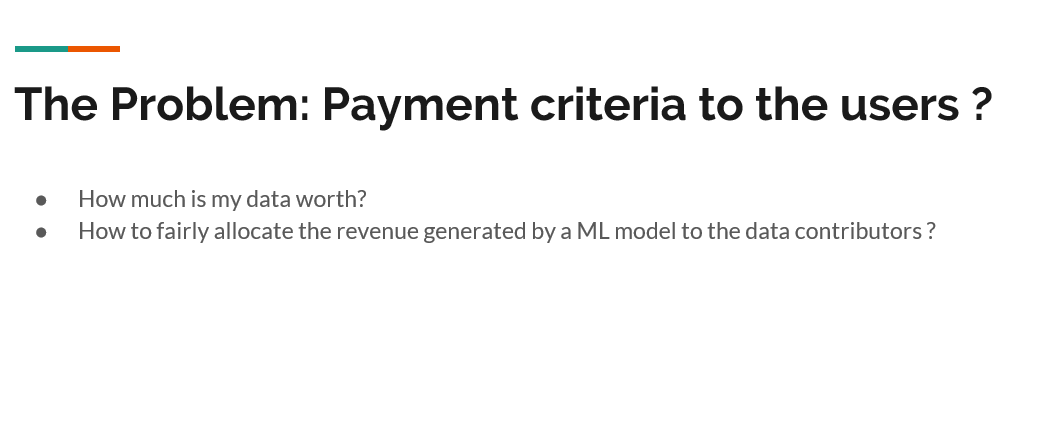 The Problem: Payment criteria to the users ?
● How much is my data worth?
● How to fairly allocate the revenue generated by a ML model to the data contributors ?